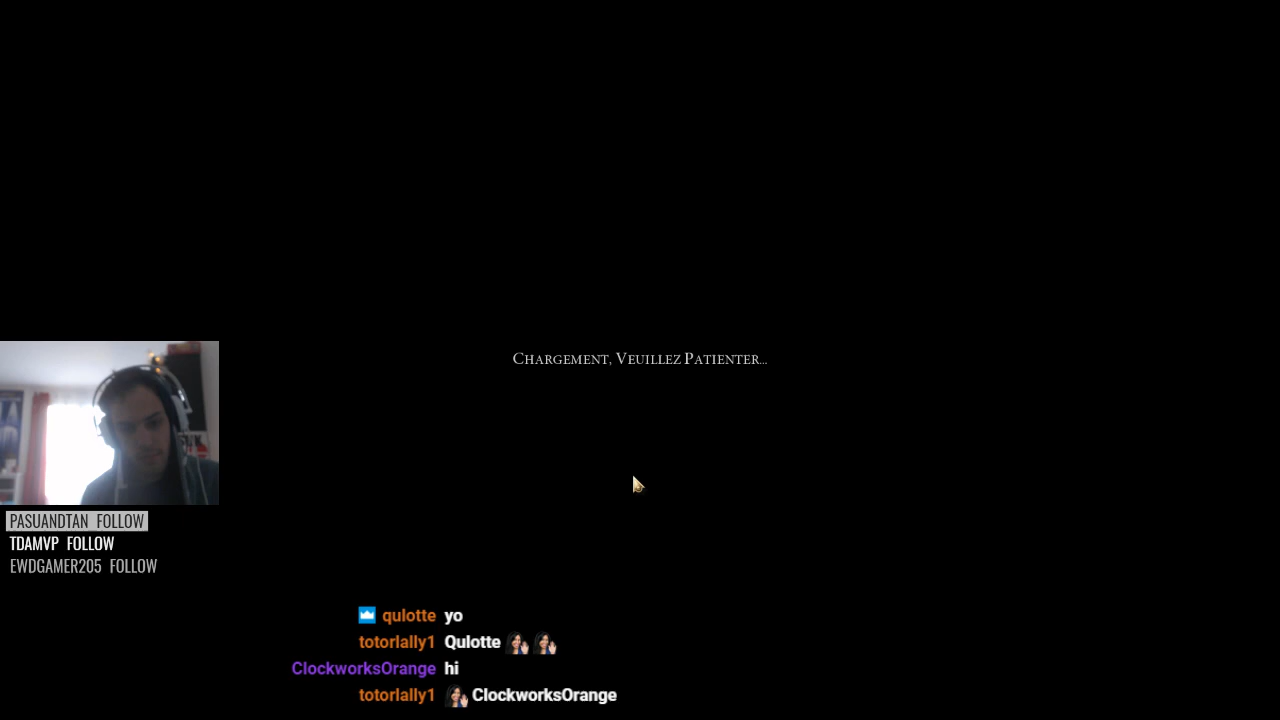 Chargement, Veuillez Patienter...
PASUANDTAN FOLLOW
TDAMVP FOLLOW
EWDGAMER205 FOLLOW
qulotte yo
totorlally1 Qulotte
ClockworksOrange hi
totorlally1 ClockworksOrange